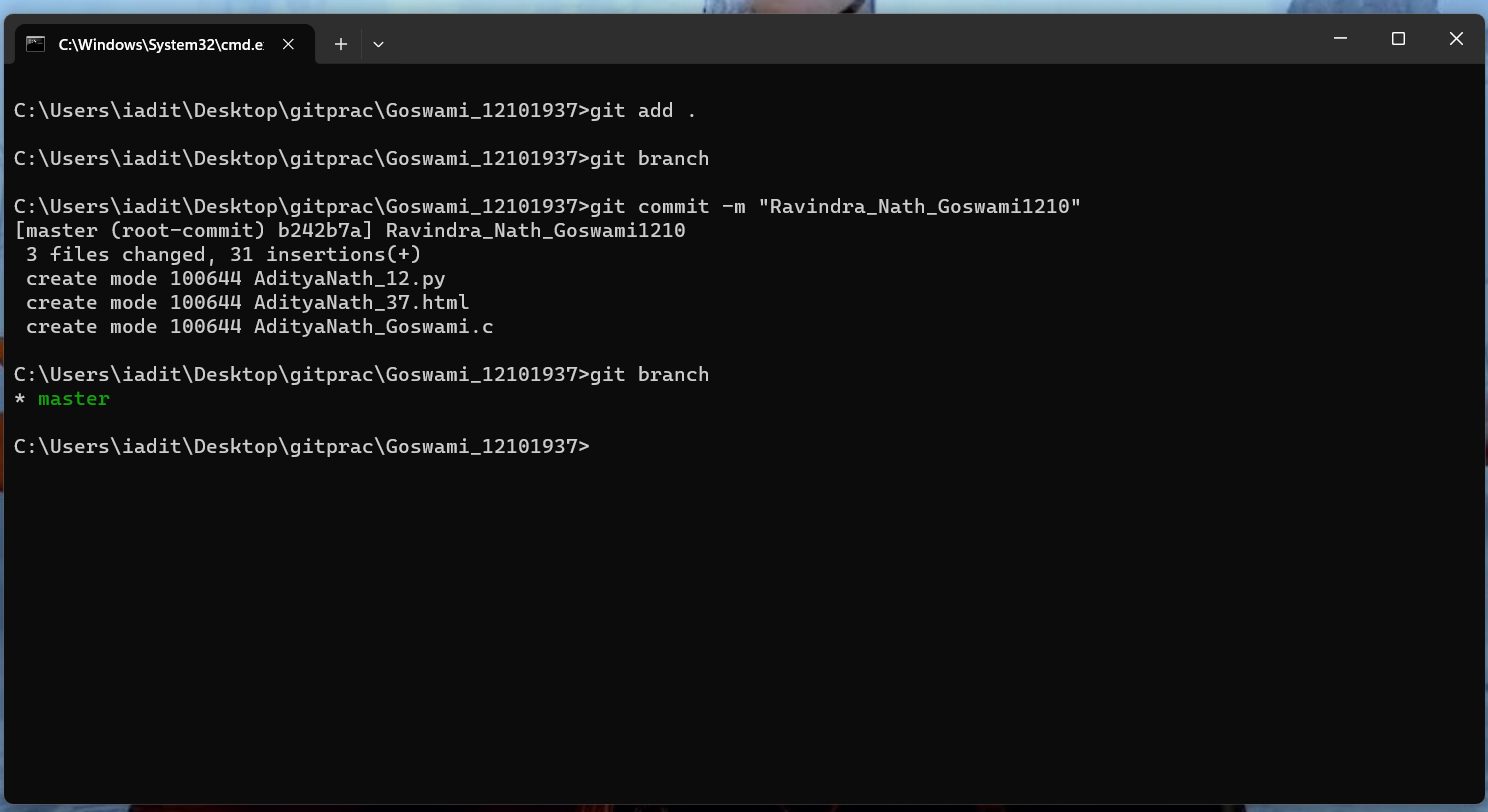 C:\Windows\System32\cmd.e
C:\Users\iadit\Desktop\gitprac\Goswami_12101937>git add .
C:\Users\iadit\Desktop\gitprac\Goswami_12101937>git branch
C:\Users\iadit\Desktop\gitprac\Goswami_12101937>git commit -m "Ravindra_Nath_Goswami1210"
[master (root-commit) b242b7a] Ravindra_Nath_Goswami1210
 3 files changed, 31 insertions(+)
 create mode 100644 AdityaNath_12.py
 create mode 100644 AdityaNath_37.html
 create mode 100644 AdityaNath_Goswami.c
C:\Users\iadit\Desktop\gitprac\Goswami_12101937>git branch
* master
C:\Users\iadit\Desktop\gitprac\Goswami_12101937>